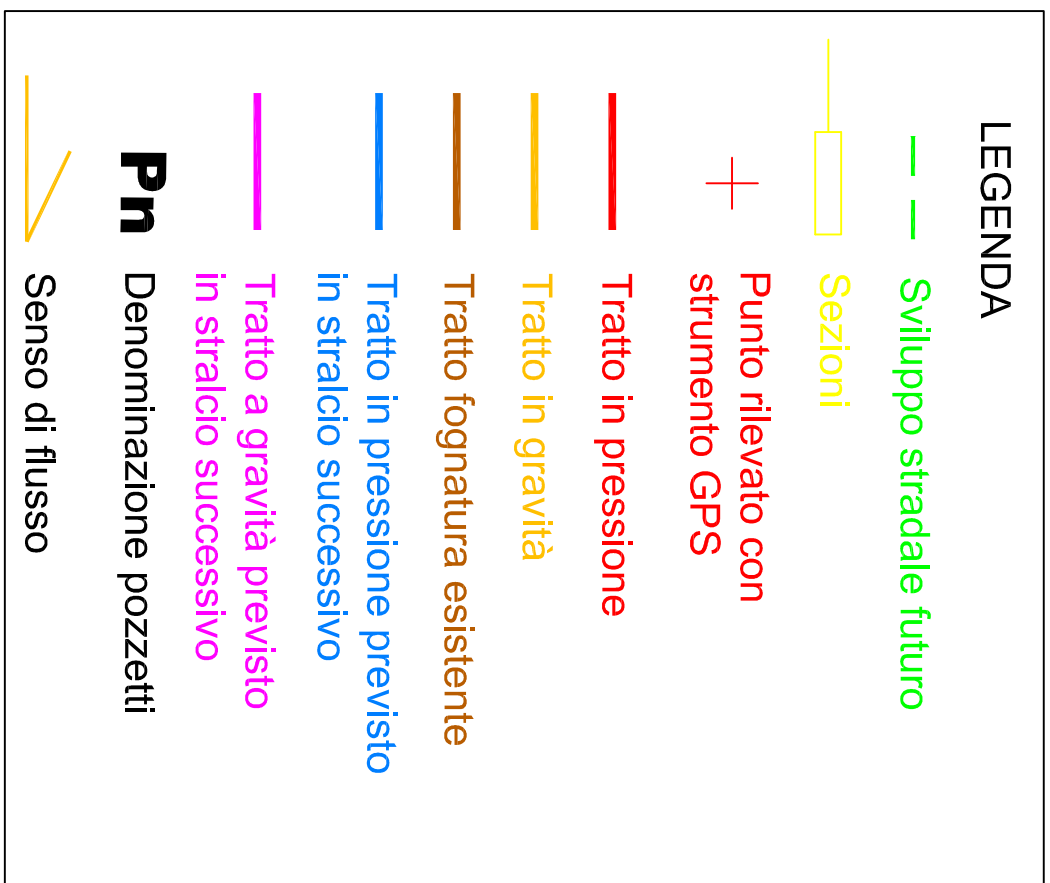 LEGENDA
Sviluppo stradale futuro
Sezioni
Punto rilevato con
strumento GPS
Tratto in pressione
Tratto in gravità
Tratto fognatura esistente
Tratto in pressione previsto
in stralcio successivo
Tratto a gravità previsto
in stralcio successivo
Pn Denominazione pozzetti
Senso di flusso